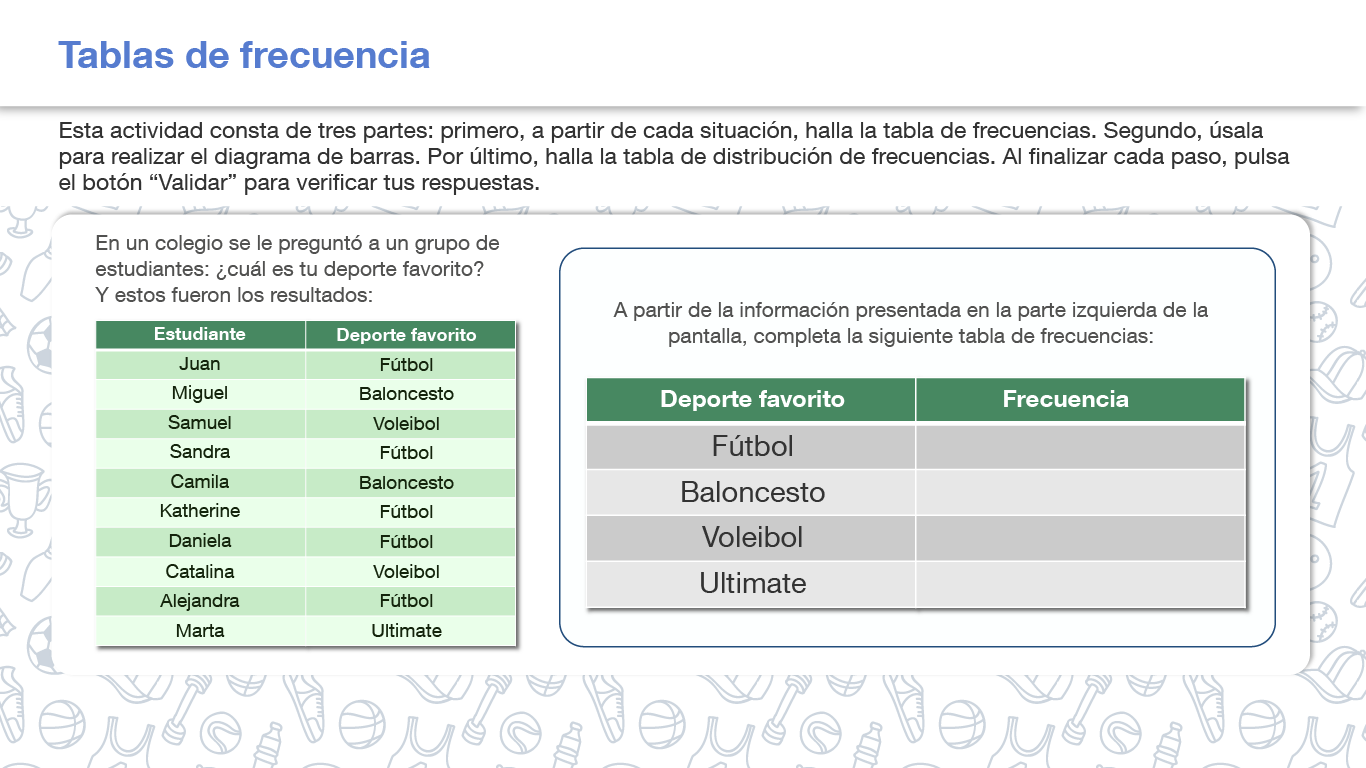 Tablas de frecuencia
Esta actividad consta de tres partes: primero, a partir de cada situación, halla la tabla de frecuencias. Segundo, úsala
para realizar el diagrama de barras. Por último, halla la tabla de distribución de frecuencias. Al finalizar cada paso, pulsa
el botón “Validar” para verificar tus respuestas.
En un colegio se le preguntó a un grupo de
estudiantes: ¿cuál es tu deporte favorito?
Y estos fueron los resultados:
Estudiante Deporte favorito
Juan Fútbol
Miguel Baloncesto
Samuel Voleibol
Sandra Fútbol
Camila Baloncesto
Katherine Fútbol
Daniela Fútbol
Catalina Voleibol
Alejandra Fútbol
Marta Ultimate
A partir de la información presentada en la parte izquierda de la
pantalla, completa la siguiente tabla de frecuencias:
Deporte favorito Frecuencia
Fútbol
Baloncesto
Voleibol
Ultimate